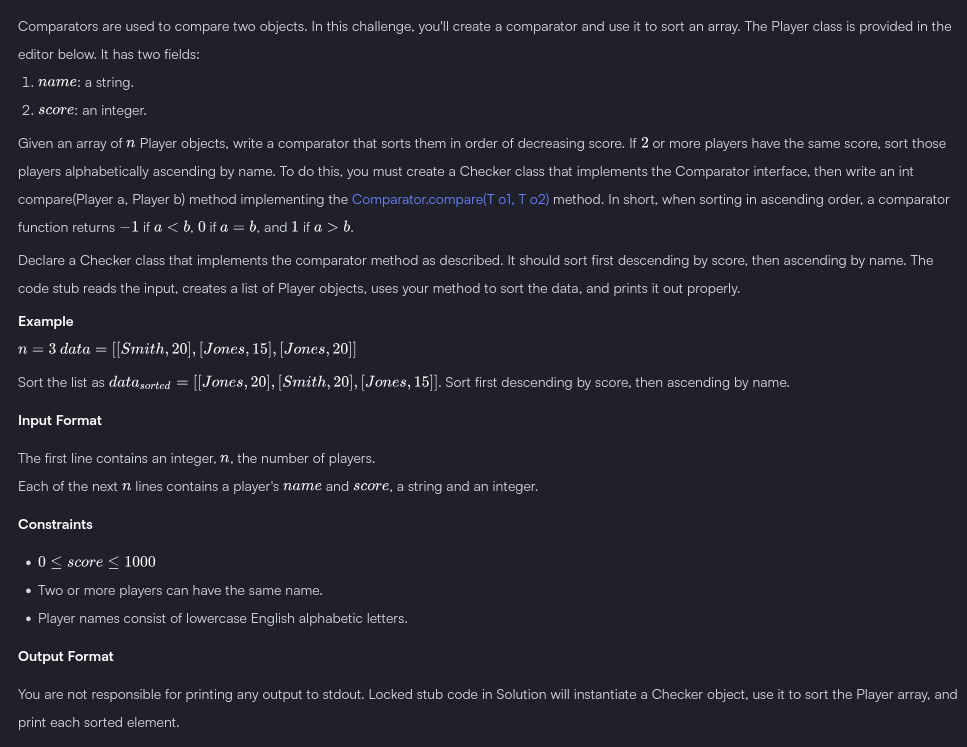 Comparators are used to compare two objects. In this challenge, you'll create a comparator and use it to sort an array. The Player class is provided in the
editor below. It has two fields:
1. name: a string.
2. score: an integer.
Given an array of n Player objects, write a comparator that sorts them in order of decreasing score. If 2 or more players have the same score, sort those
players alphabetically ascending by name. To do this, you must create a Checker class that implements the Comparator interface, then write an int
compare(Player a, Player b) method implementing the Comparator.compare(T o1, T o2) method. In short, when sorting in ascending order, a comparator
function returns −1 if a < b, 0 if a = b, and 1 if a > b.
Declare a Checker class that implements the comparator method as described. It should sort first descending by score, then ascending by name. The
code stub reads the input, creates a list of Player objects, uses your method to sort the data, and prints it out properly.
Example
n = 3 data = [[Smith, 20], [Jones, 15], [Jones, 20]]
Sort the list as data_sorted = [[Jones, 20], [Smith, 20], [Jones, 15]]. Sort first descending by score, then ascending by name.
Input Format
The first line contains an integer, n, the number of players.
Each of the next n lines contains a player's name and score, a string and an integer.
Constraints
• 0 ≤ score ≤ 1000
• Two or more players can have the same name.
• Player names consist of lowercase English alphabetic letters.
Output Format
You are not responsible for printing any output to stdout. Locked stub code in Solution will instantiate a Checker object, use it to sort the Player array, and
print each sorted element.